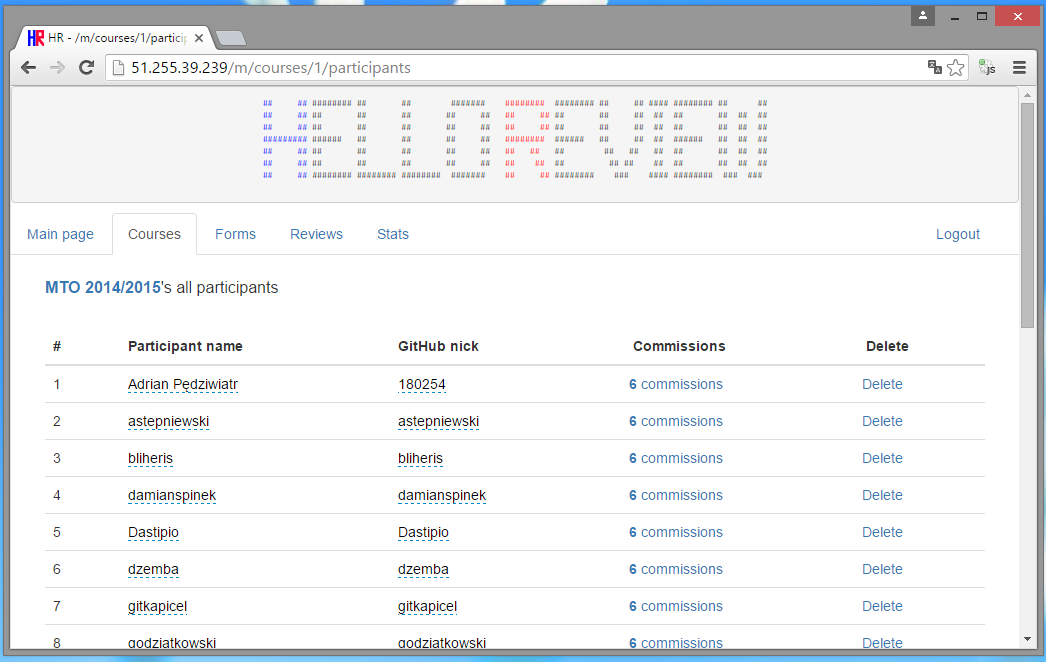 HR HR - /m/courses/1/particip
51.255.39.239/m/courses/1/participants
js
HELLOREVIEW
Main page Courses Forms Reviews Stats Logout
MTO 2014/2015's all participants
# Participant name GitHub nick Commissions Delete
1 Adrian Pędziwiatr 180254 6 commissions Delete
2 astepniewski astepniewski 6 commissions Delete
3 bliheris bliheris 6 commissions Delete
4 damianspinek damianspinek 6 commissions Delete
5 Dastipio Dastipio 6 commissions Delete
6 dzemba dzemba 6 commissions Delete
7 gitkapicel gitkapicel 6 commissions Delete
8 godziatkowski godziatkowski 6 commissions Delete